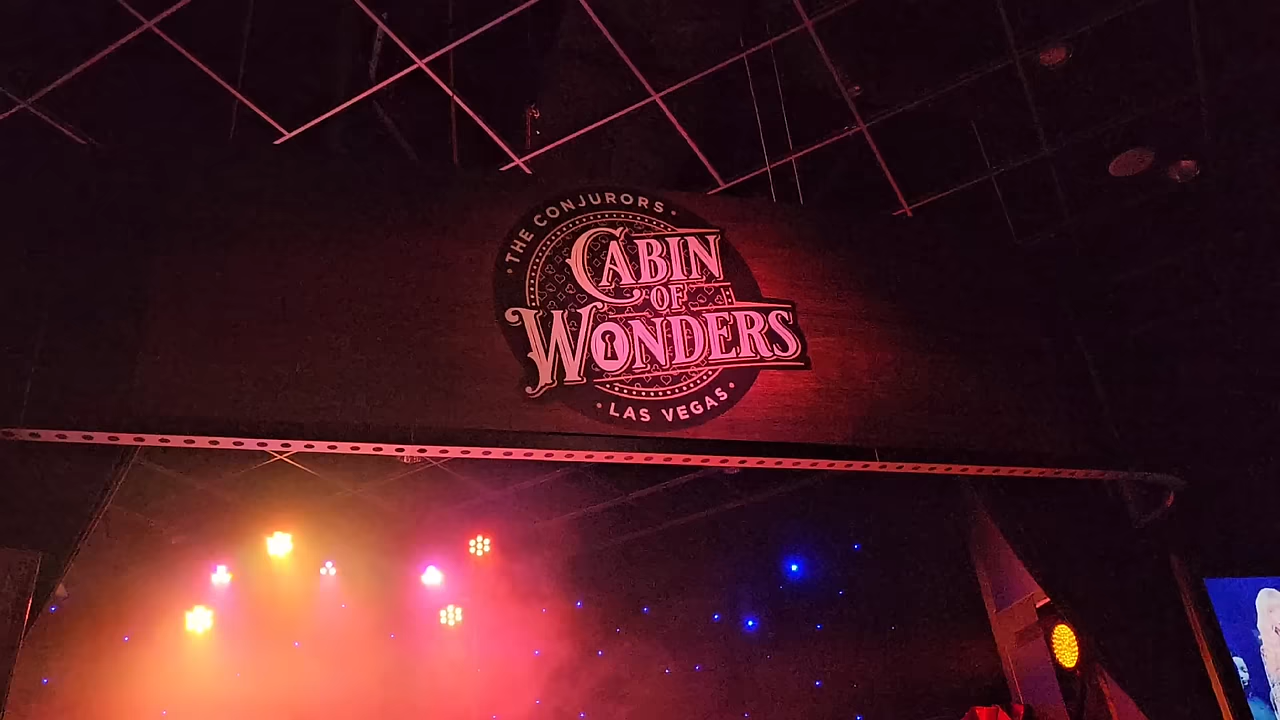 • THE CONJURORS •
CABIN
OF
WONDERS
• LAS VEGAS •